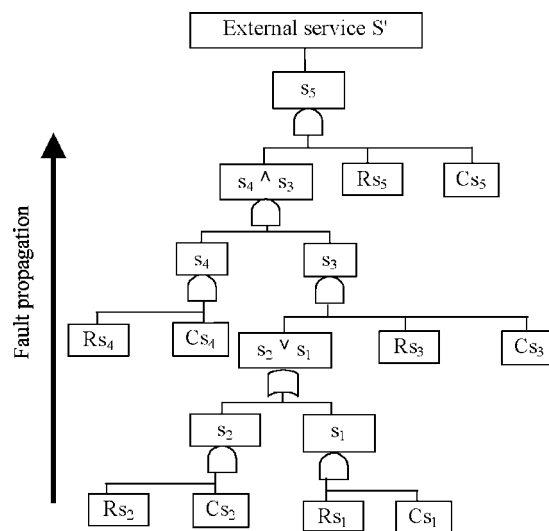 External service S'
s₅
s₄ ^ s₃
Rs₅
Cs₅
s₄
s₃
Rs₄
Cs₄
s₂ ᵛ s₁
Rs₃
Cs₃
s₂
s₁
Rs₂
Cs₂
Rs₁
Cs₁
Fault propagation